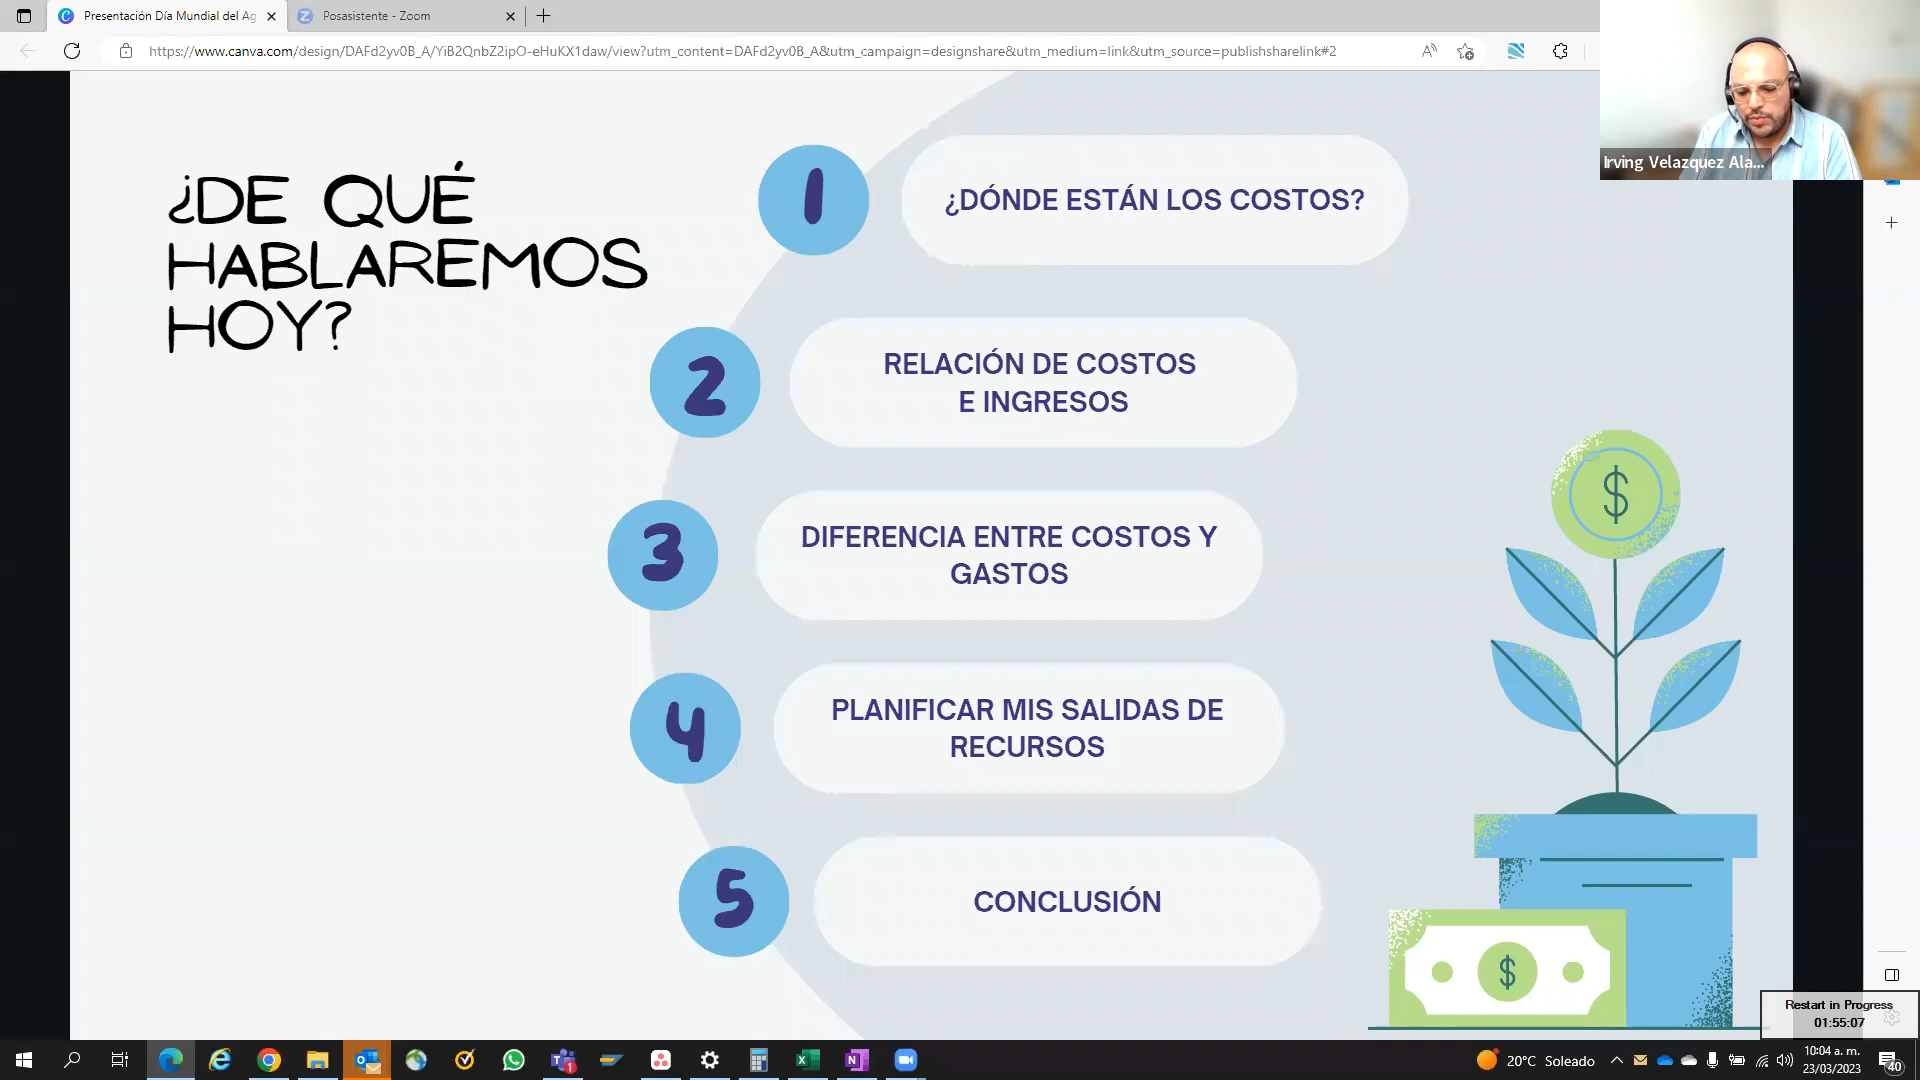 Presentación Día Mundial del Ag
Posasistente - Zoom
https://www.canva.com/design/DAFd2yv0B_A/YiB2QnbZ2ipO-eHuKX1daw/view?utm_content=DAFd2yv0B_A&utm_campaign=designshare&utm_medium=link&utm_source=publishsharelink#2
Irving Velazquez Ala...
¿DE QUÉ
HABLAREMOS
HOY?
1
¿DÓNDE ESTÁN LOS COSTOS?
2
RELACIÓN DE COSTOS
E INGRESOS
3
DIFERENCIA ENTRE COSTOS Y
GASTOS
4
PLANIFICAR MIS SALIDAS DE
RECURSOS
5
CONCLUSIÓN
$
$
Restart in Progress
01:55:07
20°C Soleado
10:04 a. m.
23/03/2023
40
1